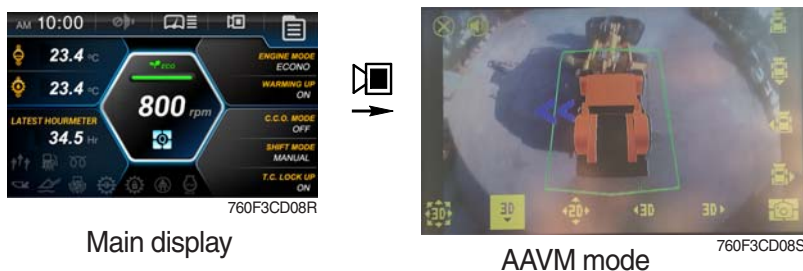 AM 10:00
23.4 °C
23.4 °C
LATEST HOURMETER
34.5 Hr
eco
800 rpm
ENGINE MODE
ECONO
WARMING UP
ON
C.C.O. MODE
OFF
SHIFT MODE
MANUAL
T.C. LOCK UP
ON
760F3CD08R
Main display
3D
3D
2D
3D
3D
760F3CD08S
AAVM mode